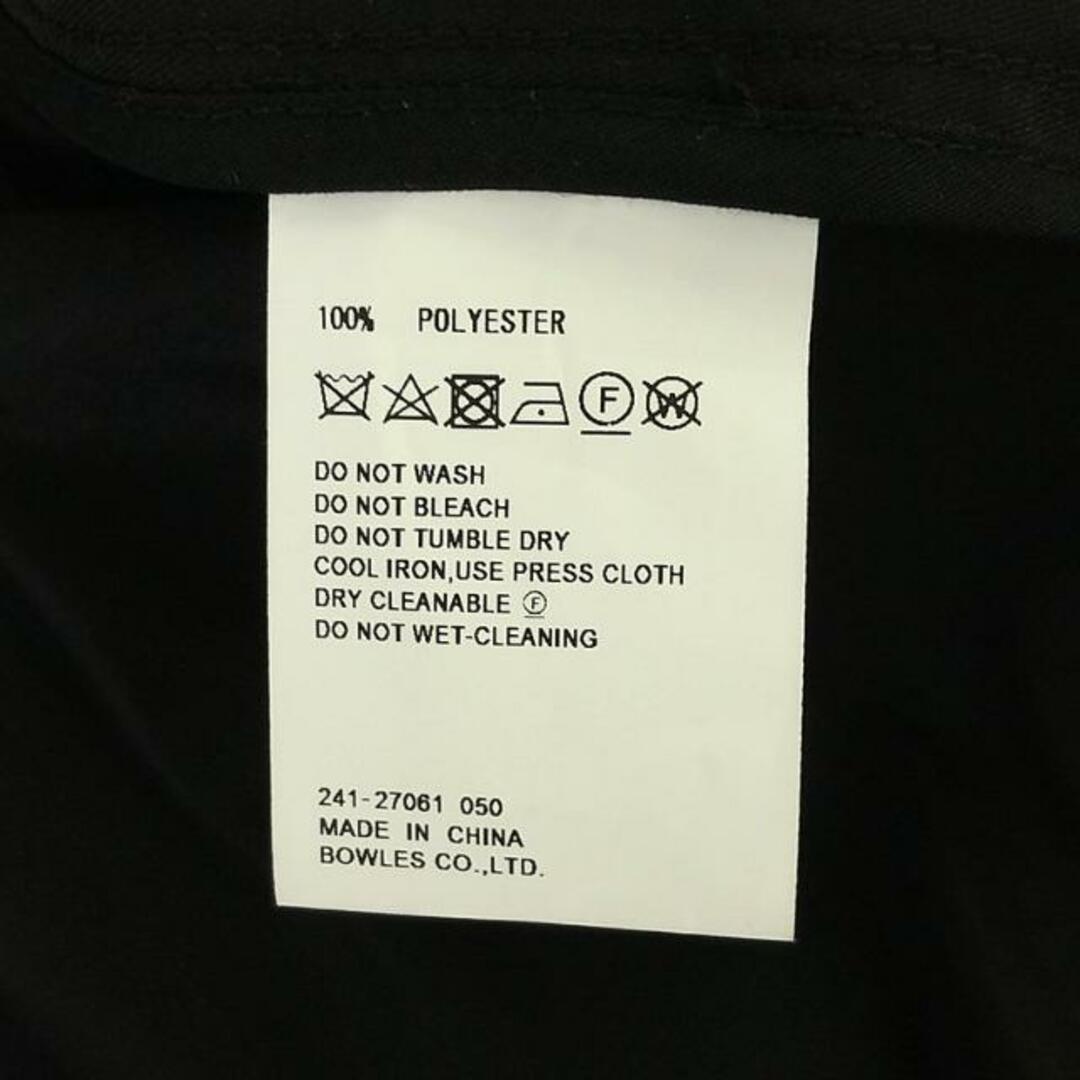 100% POLYESTER
F W
DO NOT WASH
DO NOT BLEACH
DO NOT TUMBLE DRY
COOL IRON,USE PRESS CLOTH
DRY CLEANABLE Ⓕ
DO NOT WET-CLEANING
241-27061 050
MADE IN CHINA
BOWLES CO.,LTD.